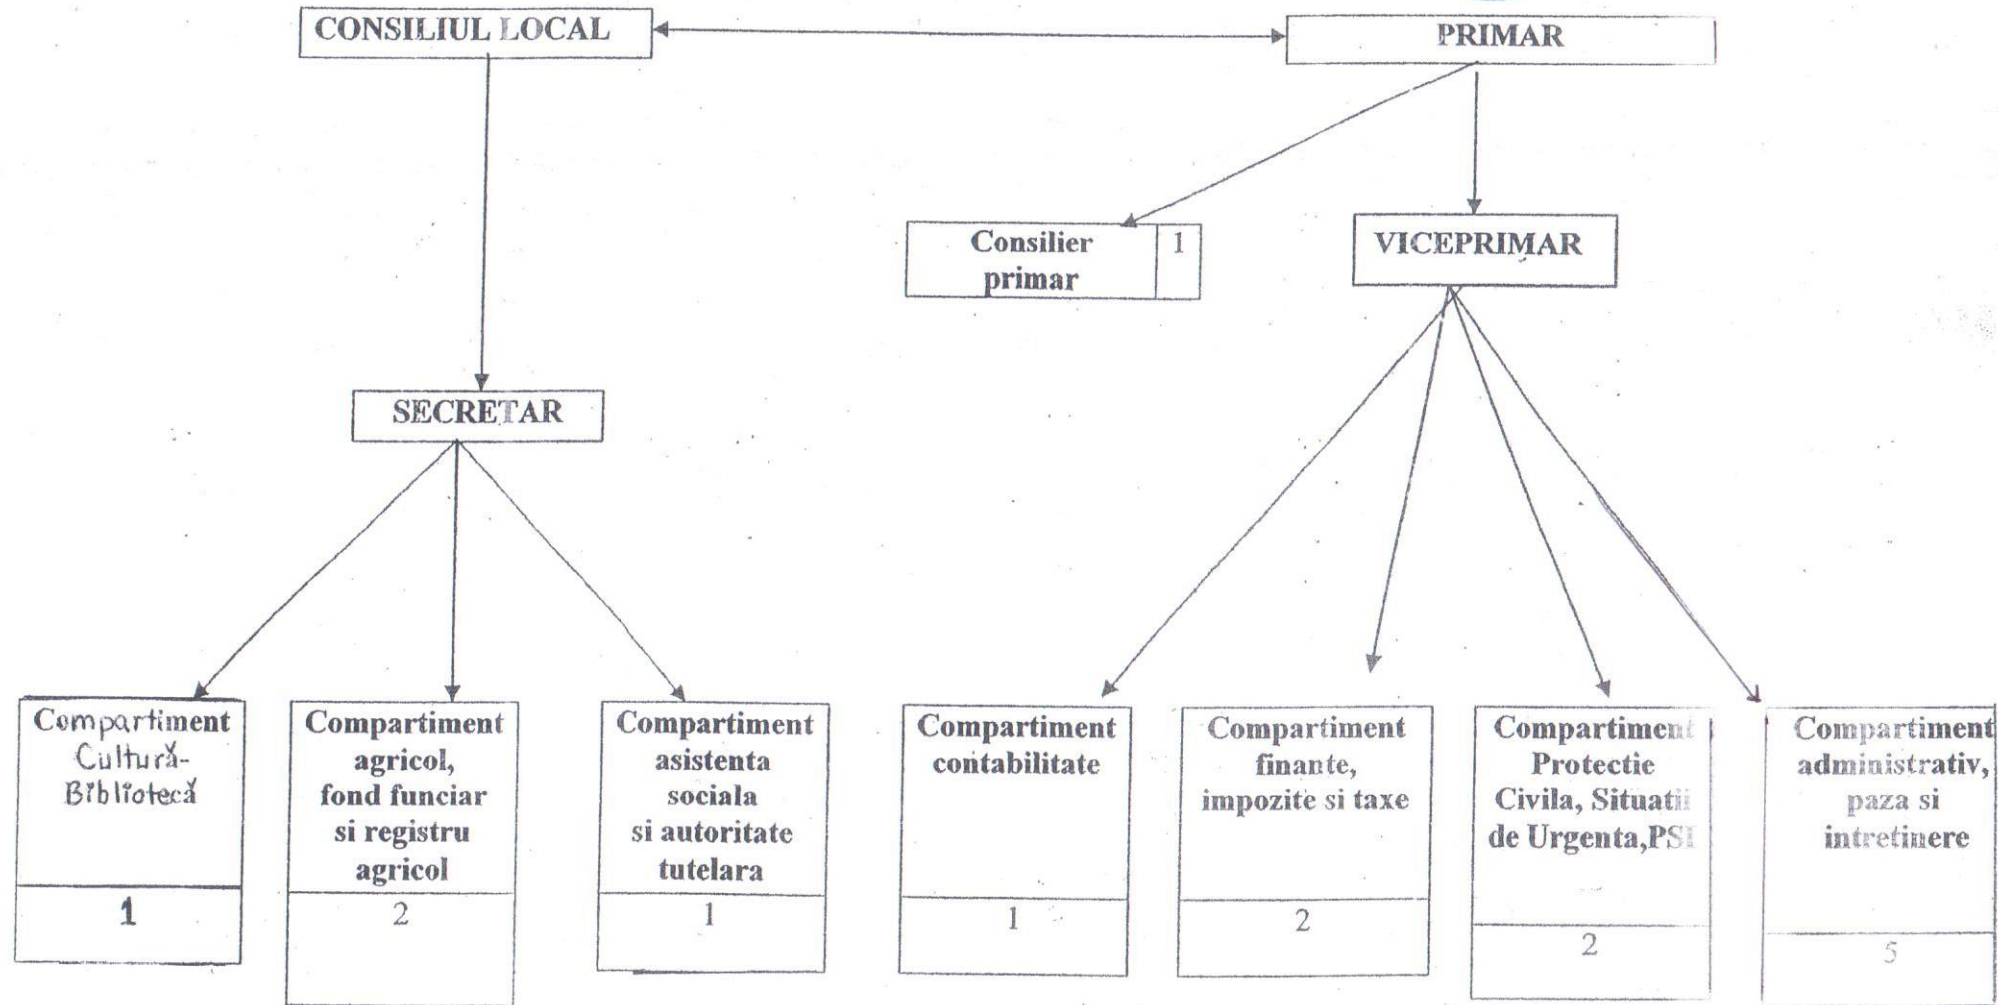 CONSILIUL LOCAL
PRIMAR
Consilier
primar
1
VICEPRIMAR
SECRETAR
Compartiment
Cultură-
Bibliotecă
1
Compartiment
agricol,
fond funciar
si registru
agricol
2
Compartiment
asistenta
sociala
si autoritate
tutelara
1
Compartiment
contabilitate
1
Compartiment
finante,
impozite si taxe
2
Compartiment
Protectie
Civila, Situatii
de Urgenta,PSI
2
Compartiment
administrativ,
paza si
intretinere
5